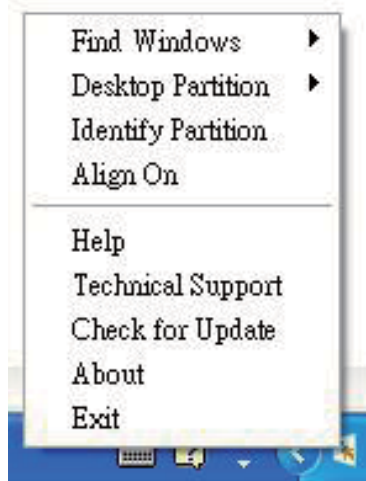 Find Windows
Desktop Partition
Identify Partition
Align On
Help
Technical Support
Check for Update
About
Exit